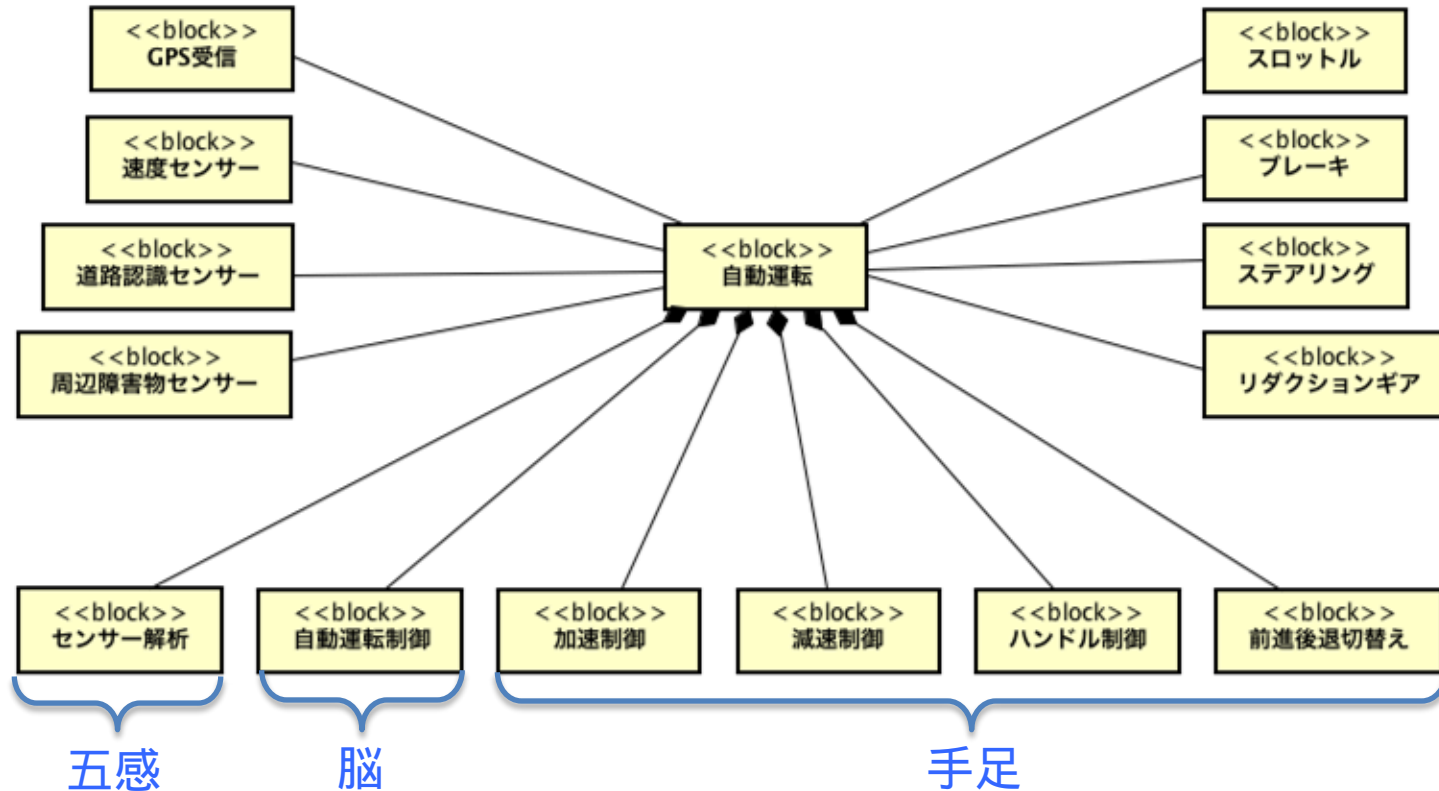 <<block>>
GPS受信
<<block>>
速度センサー
<<block>>
道路認識センサー
<<block>>
周辺障害物センサー
<<block>>
自動運転
<<block>>
スロットル
<<block>>
ブレーキ
<<block>>
ステアリング
<<block>>
リダクションギア
<<block>>
センサー解析
<<block>>
自動運転制御
<<block>>
加速制御
<<block>>
減速制御
<<block>>
ハンドル制御
<<block>>
前進後退切替え
五感
脳
手足